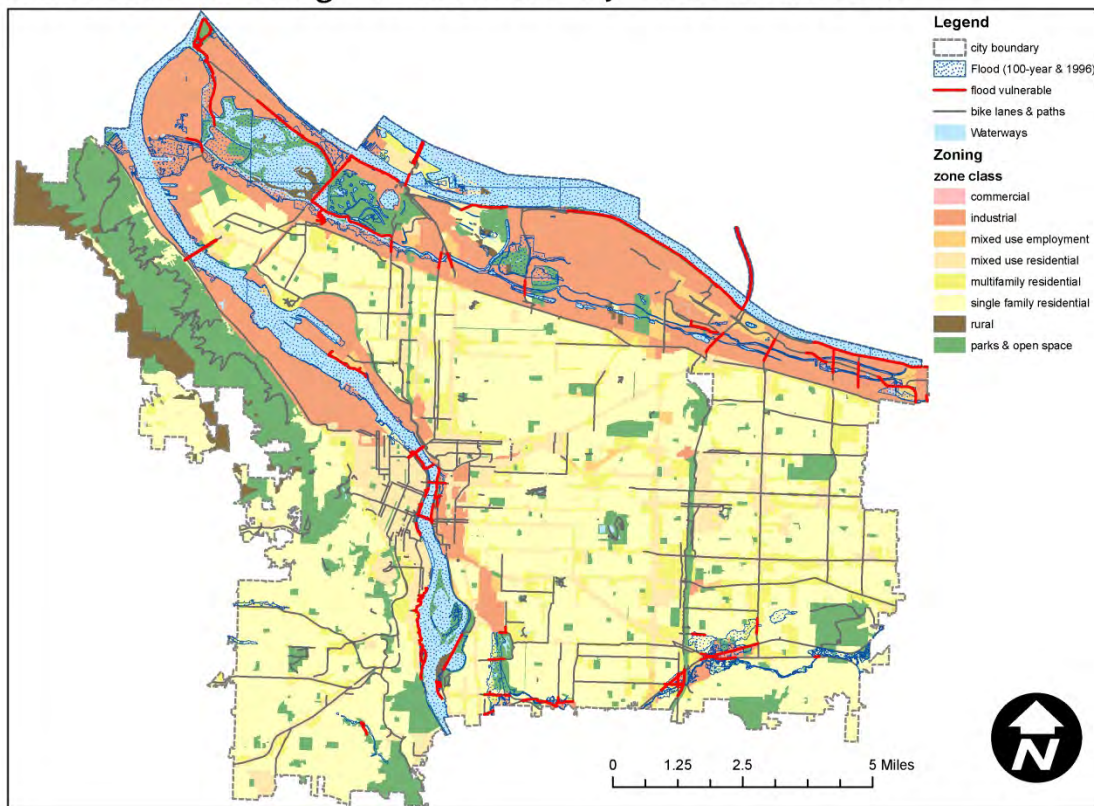 Legend
city boundary
Flood (100-year & 1996)
flood vulnerable
bike lanes & paths
Waterways
Zoning
zone class
commercial
industrial
mixed use employment
mixed use residential
multifamily residential
single family residential
rural
parks & open space
N
0 1.25 2.5 5 Miles